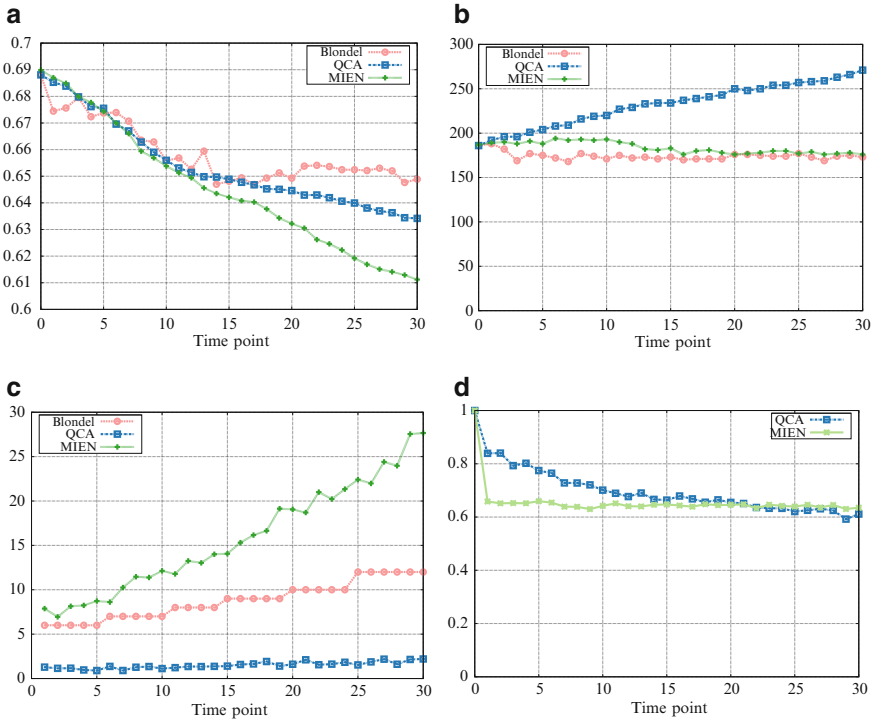 a
0.7
0.69
0.68
0.67
0.66
0.65
0.64
0.63
0.62
0.61
0.6
0 5 10 15 20 25 30
Time point
Blondel
QCA
MIEN
b
300
250
200
150
100
50
0
0 5 10 15 20 25 30
Time point
Blondel
QCA
MIEN
c
30
25
20
15
10
5
0
0 5 10 15 20 25 30
Time point
Blondel
QCA
MIEN
d
1
0.8
0.6
0.4
0.2
0
0 5 10 15 20 25 30
Time point
QCA
MIEN